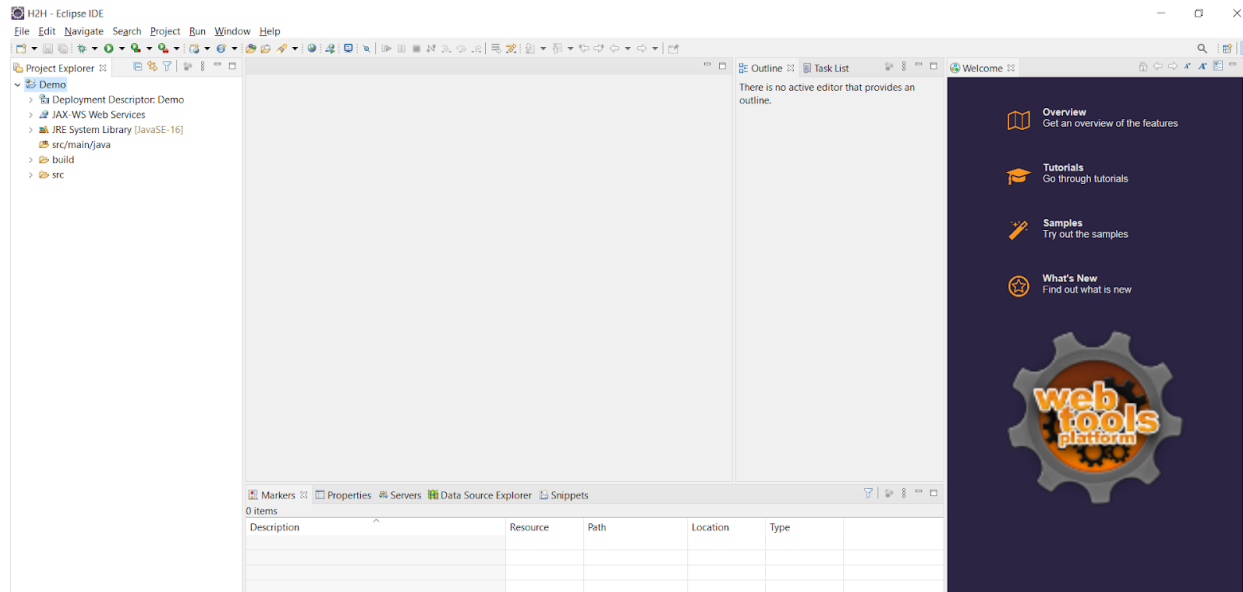 H2H - Eclipse IDE
File Edit Navigate Search Project Run Window Help
Project Explorer
Demo
Deployment Descriptor: Demo
JAX-WS Web Services
JRE System Library [JavaSE-16]
src/main/java
build
src
Outline
Task List
There is no active editor that provides an
outline.
Welcome
Overview
Get an overview of the features
Tutorials
Go through tutorials
Samples
Try out the samples
What's New
Find out what is new
web
tools
platform
Markers Properties Servers Data Source Explorer Snippets
0 items
Description Resource Path Location Type